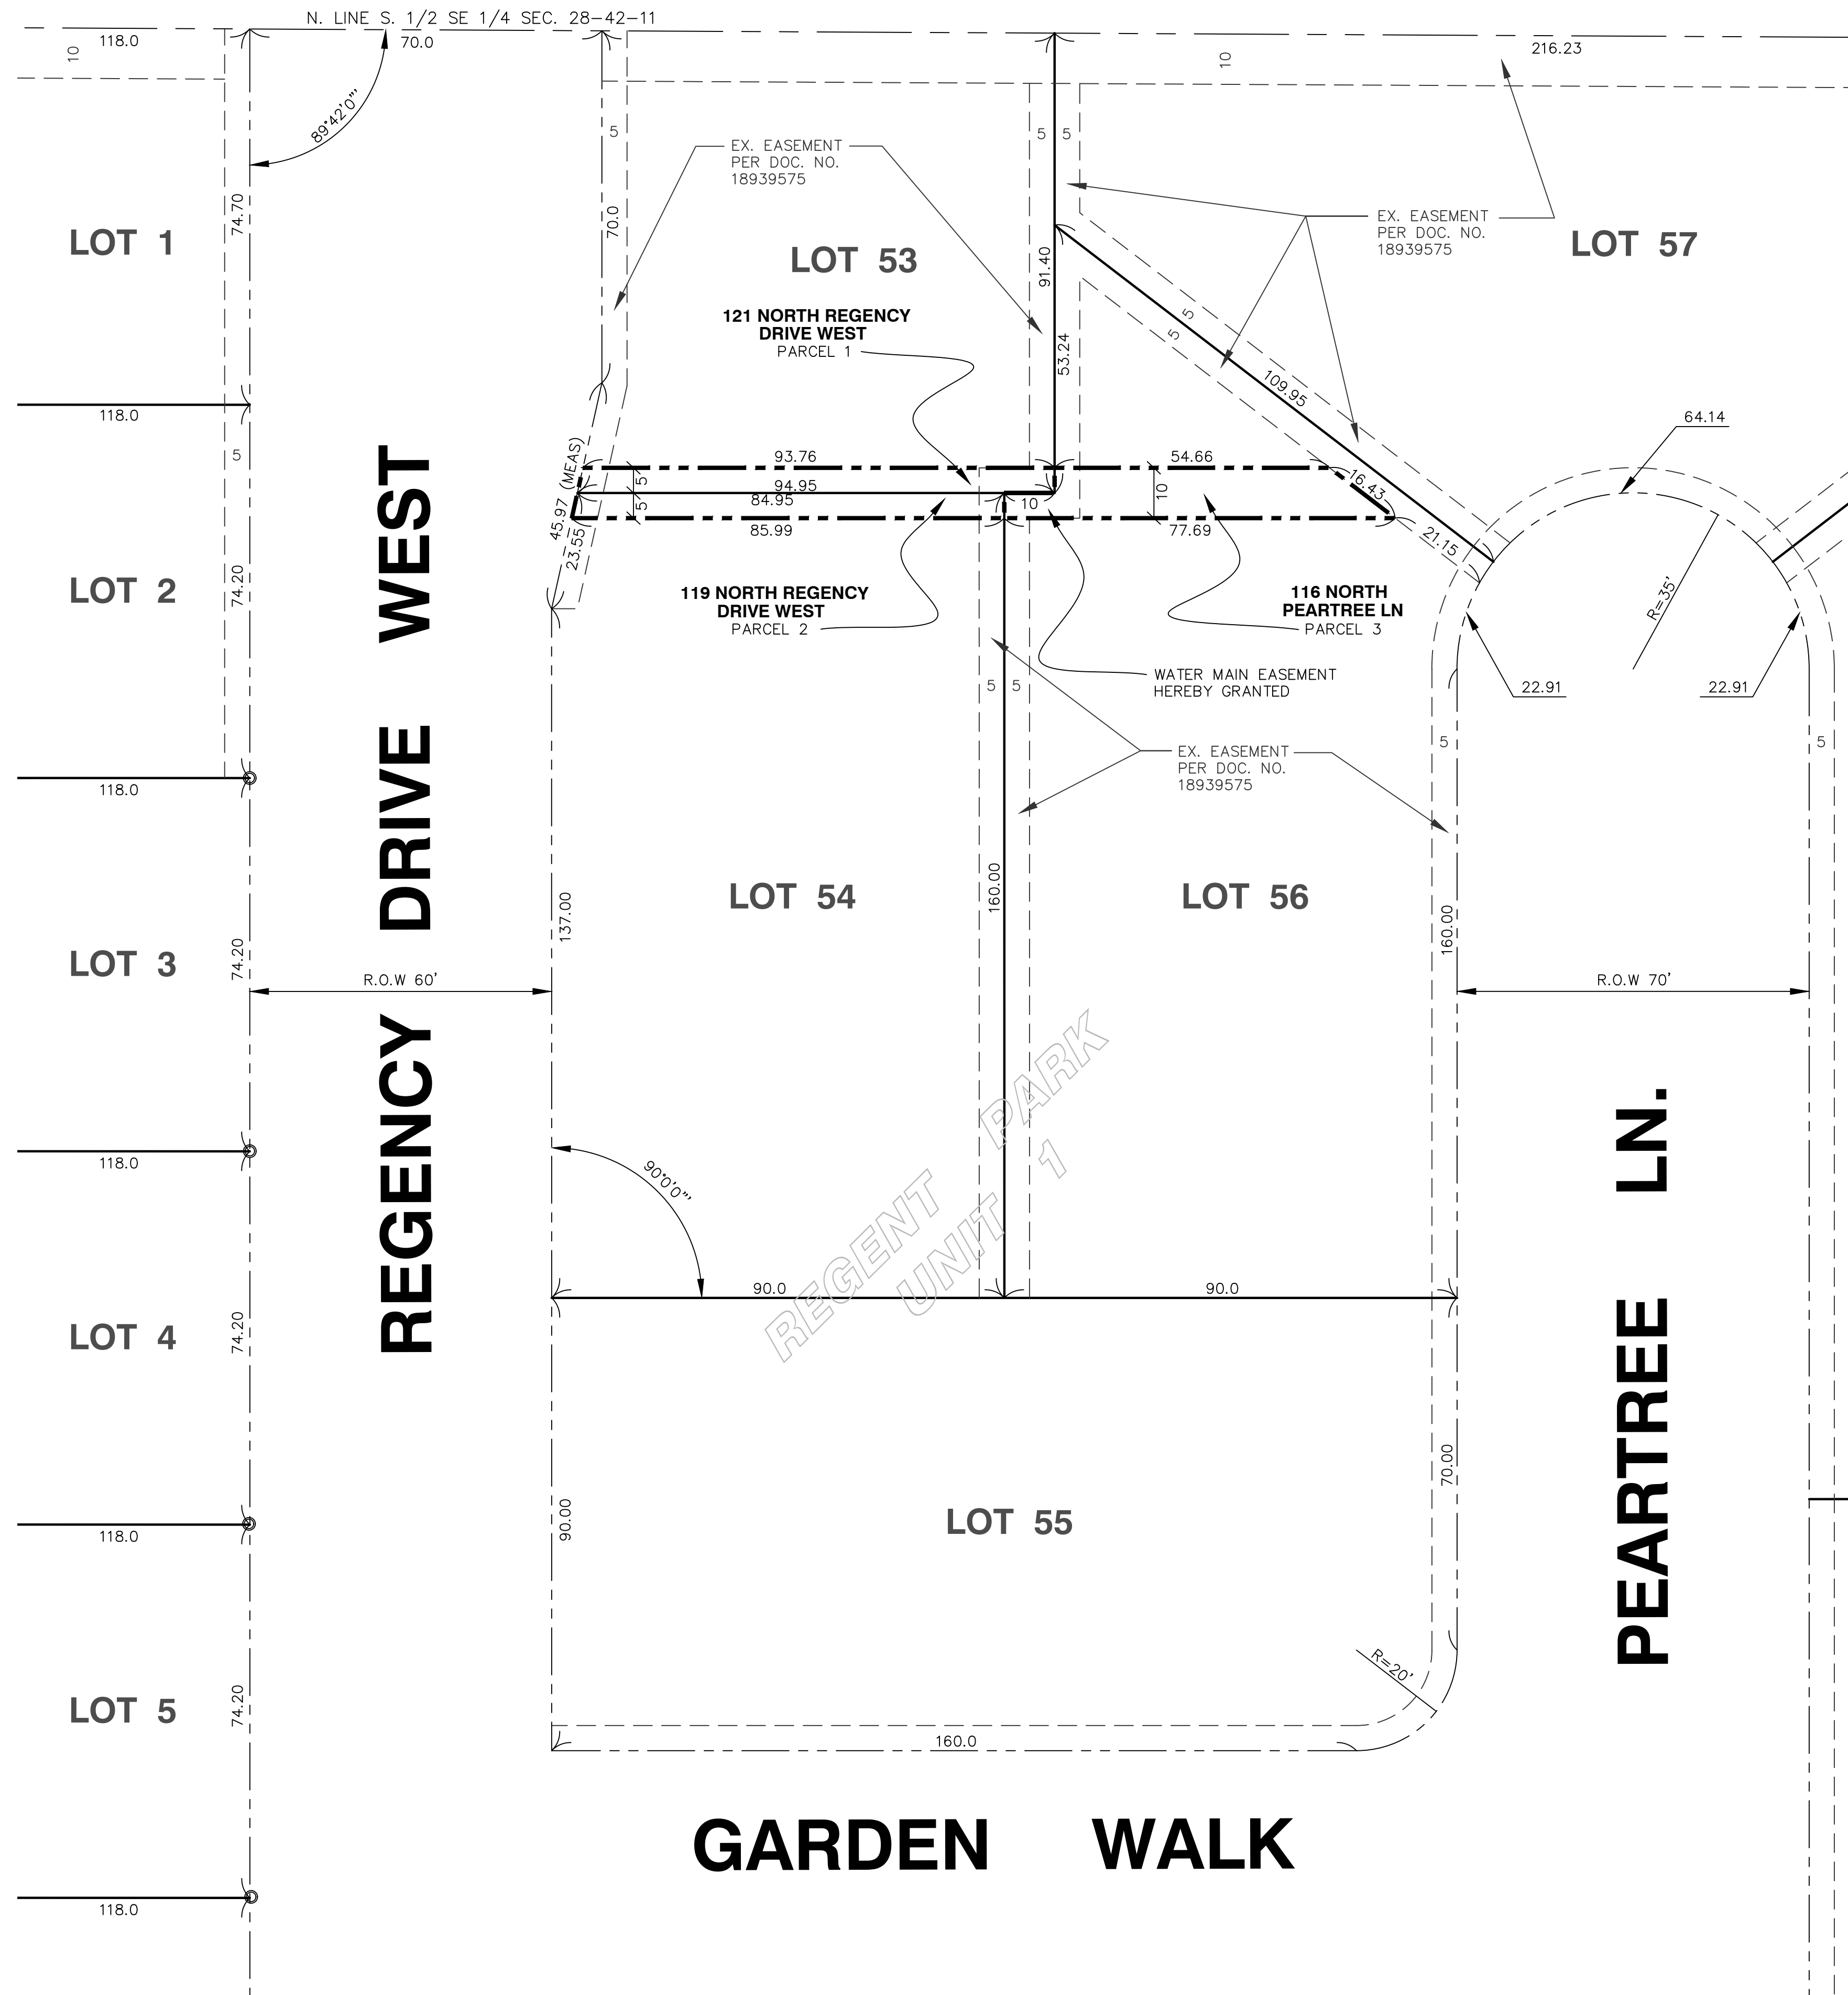 N. LINE S. 1/2 SE 1/4 SEC. 28-42-11
118.0
70.0
216.23
10
10
89°42'0"'
5
5 5
EX. EASEMENT
PER DOC. NO.
18939575
74.70
70.0
LOT 1
LOT 53
91.40
EX. EASEMENT
PER DOC. NO.
18939575
LOT 57
121 NORTH REGENCY
DRIVE WEST
PARCEL 1
53.24
5
5
109.95
118.0
64.14
5
45.97 (MEAS)
93.76
54.66
5
5
94.95
84.95
10
10
16.43
85.99
77.69
23.55
21.15
LOT 2
74.20
119 NORTH REGENCY
DRIVE WEST
PARCEL 2
116 NORTH
PEARTREE LN
PARCEL 3
R=35'
WATER MAIN EASEMENT
HEREBY GRANTED
5 5
22.91
22.91
5
5
EX. EASEMENT
PER DOC. NO.
18939575
118.0
REGENCY DRIVE WEST
LOT 54
160.00
LOT 56
137.00
160.00
LOT 3
74.20
R.O.W 60'
R.O.W 70'
118.0
90°0'0"'
REGENT PARK
UNIT 1
90.0
90.0
LOT 4
74.20
PEARTREE LN.
70.00
90.00
LOT 55
118.0
R=20'
LOT 5
74.20
160.0
GARDEN WALK
118.0